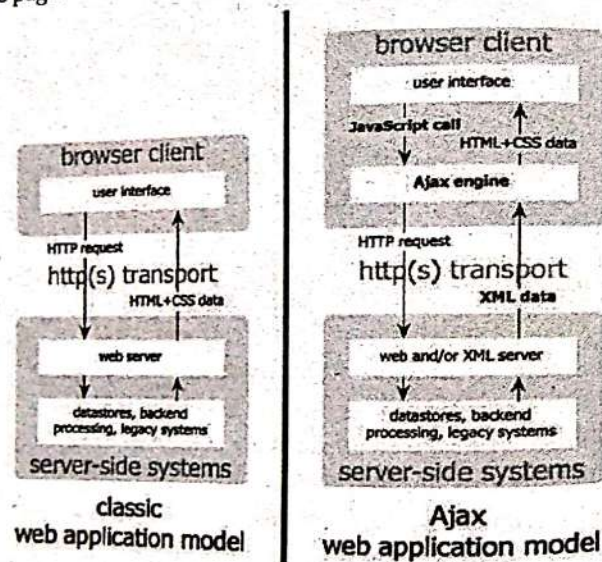 browser client
user interface
HTTP request
http(s) transport
HTML+CSS data
web server
datastores, backend
processing, legacy systems
server-side systems
classic
web application model
browser client
user interface
JavaScript call
HTML+CSS data
Ajax engine
HTTP request
http(s) transport
XML data
web and/or XML server
datastores, backend
processing, legacy systems
server-side systems
Ajax
web application model